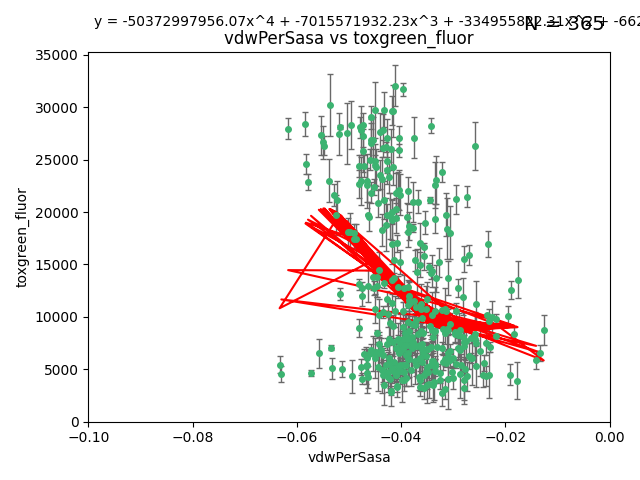 y = -50372997956.07x^4 + -7015571932.23x^3 + -334955822.31x^2 + -662
N = 365
vdwPerSasa vs toxgreen_fluor
35000
30000
25000
20000
15000
10000
5000
0
toxgreen_fluor
−0.10 −0.08 −0.06 −0.04 −0.02 0.00
vdwPerSasa